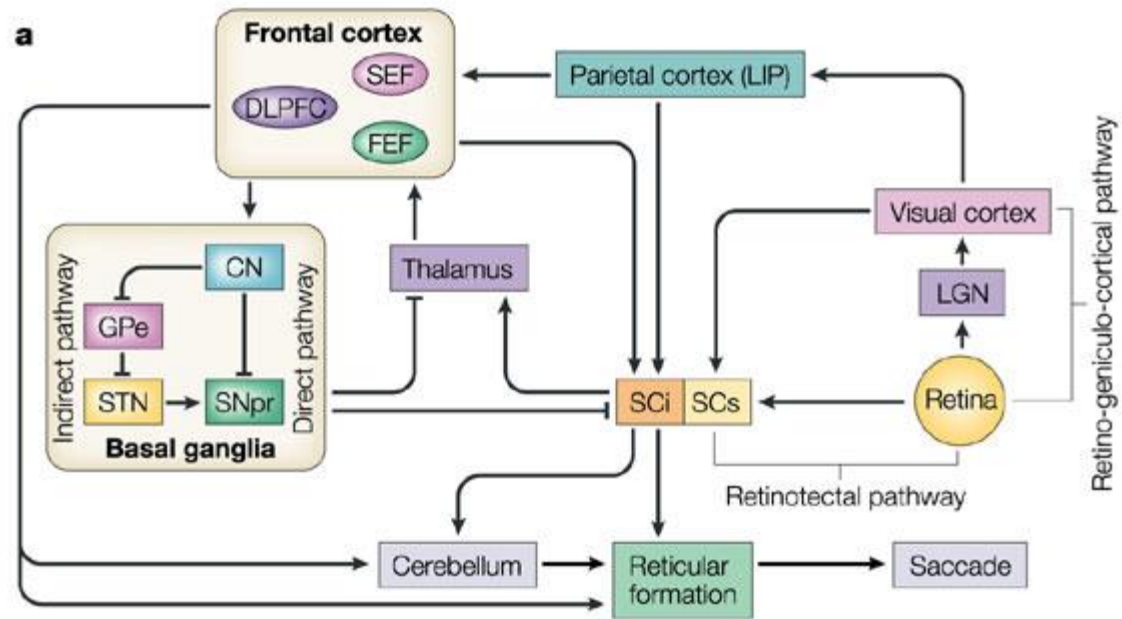 a
Frontal cortex
SEF
DLPFC
FEF
Parietal cortex (LIP)
Visual cortex
LGN
Retina
Retino-geniculo-cortical pathway
Thalamus
Indirect pathway
CN
GPe
STN
SNpr
Direct pathway
Basal ganglia
SCi
SCs
Retinotectal pathway
Cerebellum
Reticular
formation
Saccade